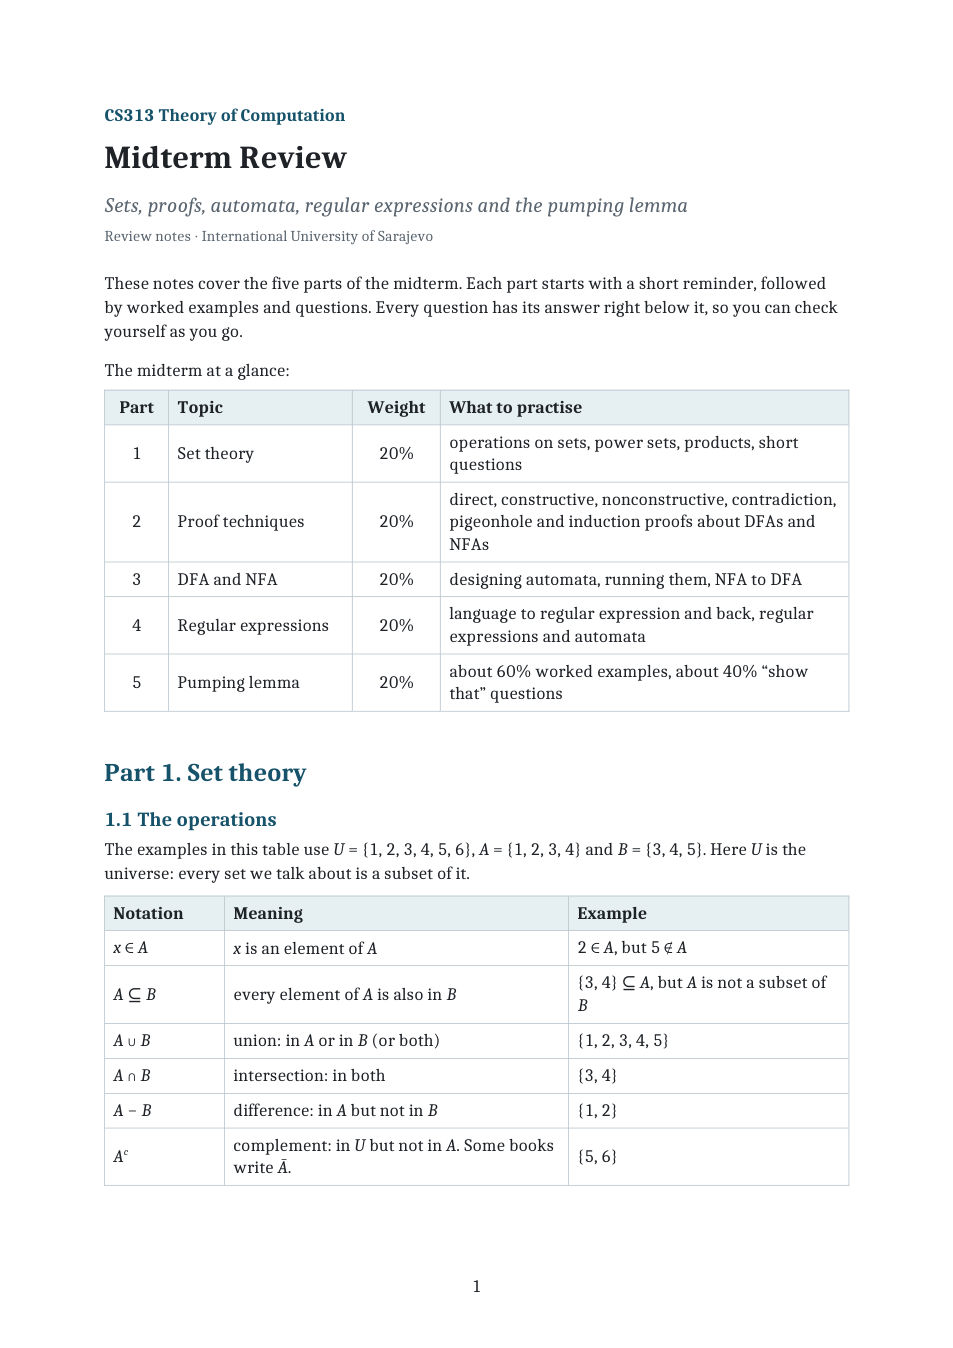 CS313 Theory of Computation
Midterm Review
Sets, proofs, automata, regular expressions and the pumping lemma
Review notes · International University of Sarajevo
These notes cover the five parts of the midterm. Each part starts with a short reminder, followed
by worked examples and questions. Every question has its answer right below it, so you can check
yourself as you go.
The midterm at a glance:
Part Topic Weight What to practise
1 Set theory 20% operations on sets, power sets, products, short
questions
2 Proof techniques 20% direct, constructive, nonconstructive, contradiction,
pigeonhole and induction proofs about DFAs and
NFAs
3 DFA and NFA 20% designing automata, running them, NFA to DFA
4 Regular expressions 20% language to regular expression and back, regular
expressions and automata
5 Pumping lemma 20% about 60% worked examples, about 40% “show
that” questions
Part 1. Set theory
1.1 The operations
The examples in this table use U = {1, 2, 3, 4, 5, 6}, A = {1, 2, 3, 4} and B = {3, 4, 5}. Here U is the
universe: every set we talk about is a subset of it.
Notation Meaning Example
x ∈ A x is an element of A 2 ∈ A, but 5 ∉ A
A ⊆ B every element of A is also in B {3, 4} ⊆ A, but A is not a subset of
B
A ∪ B union: in A or in B (or both) {1, 2, 3, 4, 5}
A ∩ B intersection: in both {3, 4}
A − B difference: in A but not in B {1, 2}
Aᶜ complement: in U but not in A. Some books
write Ā. {5, 6}
1